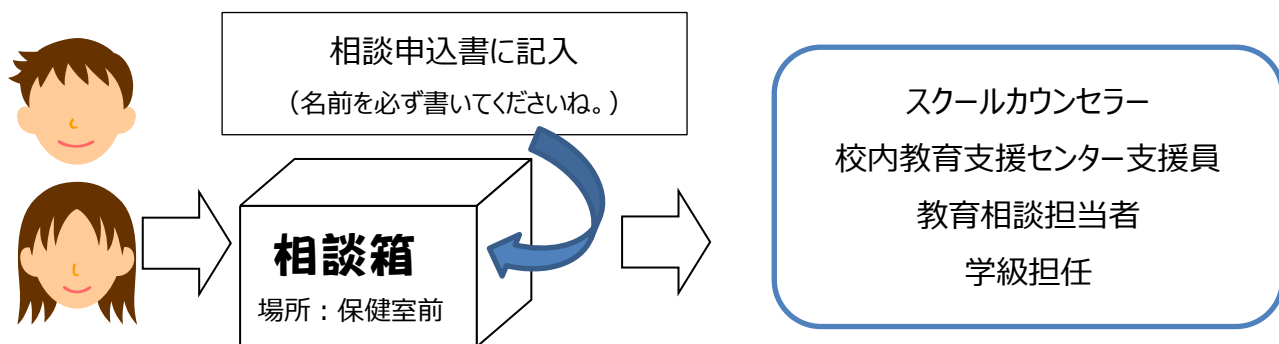 相談申込書に記入
（名前を必ず書いてくださいね。）
相談箱
場所：保健室前
スクールカウンセラー
校内教育支援センター支援員
教育相談担当者
学級担任